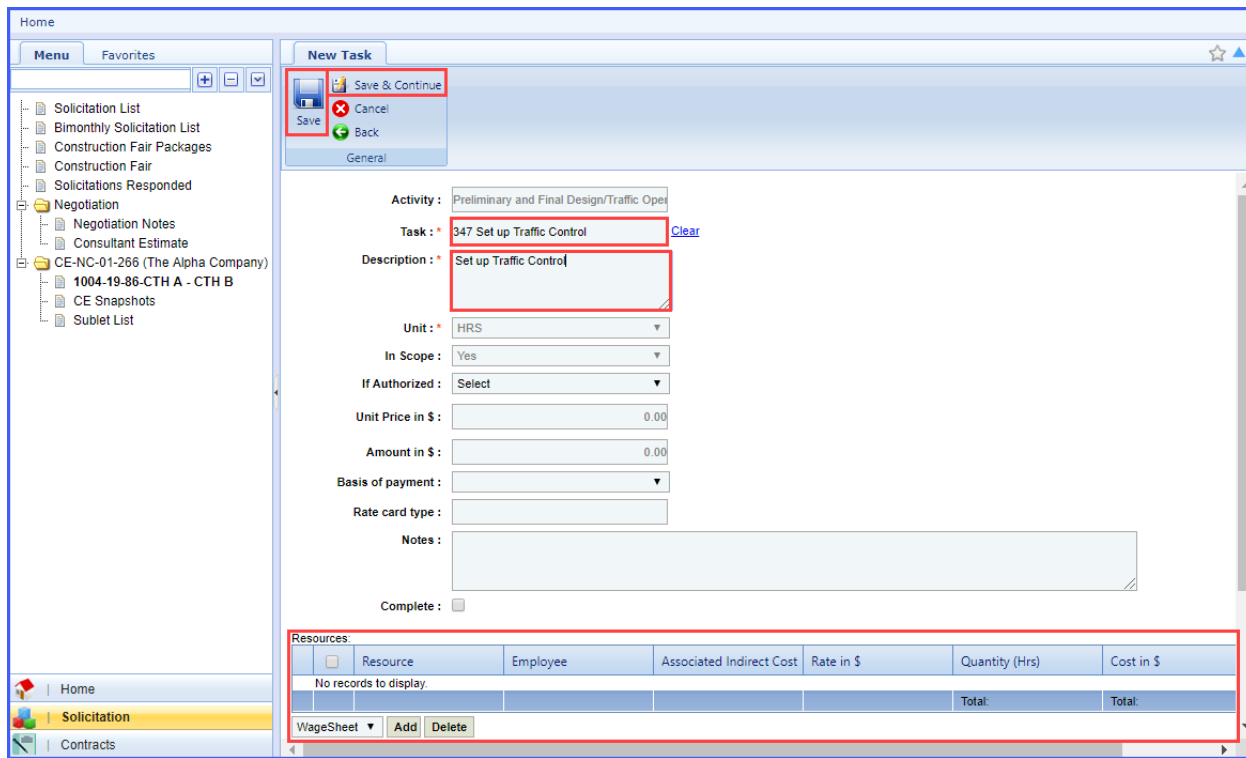 Home
Menu Favorites
Solicitation List
Bimonthly Solicitation List
Construction Fair Packages
Construction Fair
Solicitations Responded
Negotiation
Negotiation Notes
Consultant Estimate
CE-NC-01-266 (The Alpha Company)
1004-19-86-CTH A - CTH B
CE Snapshots
Sublet List
Home
Solicitation
Contracts
New Task
Save
Save & Continue
Cancel
Back
General
Activity : Preliminary and Final Design/Traffic Oper
Task : * 347 Set up Traffic Control Clear
Description : * Set up Traffic Control
Unit : * HRS
In Scope : Yes
If Authorized : Select
Unit Price in $ : 0.00
Amount in $ : 0.00
Basis of payment :
Rate card type :
Notes :
Complete :
Resources:
Resource Employee Associated Indirect Cost Rate in $ Quantity (Hrs) Cost in $
No records to display.
Total: Total:
WageSheet Add Delete